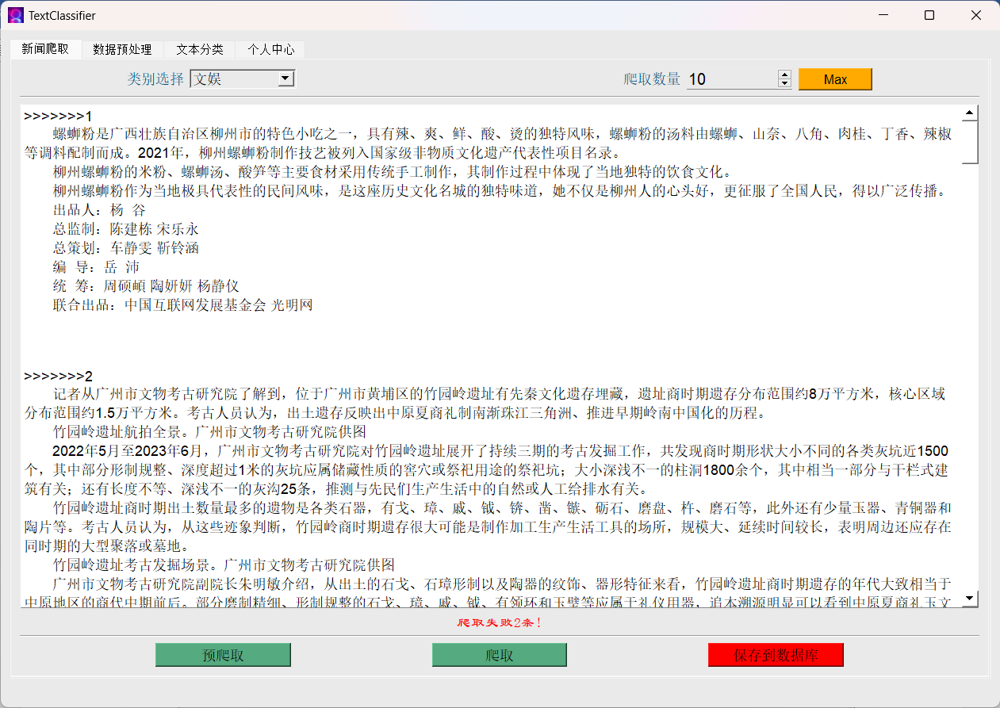 TextClassifier
新闻爬取 数据预处理 文本分类 个人中心
类别选择 文娱 爬取数量 10 Max
>>>>>>>1
螺蛳粉是广西壮族自治区柳州市的特色小吃之一，具有辣、爽、鲜、酸、烫的独特风味，螺蛳粉的汤料由螺蛳、山奈、八角、肉桂、丁香、辣椒
等调料配制而成。2021年，柳州螺蛳粉制作技艺被列入国家级非物质文化遗产代表性项目名录。
柳州螺蛳粉的米粉、螺蛳汤、酸笋等主要食材采用传统手工制作，其制作过程中体现了当地独特的饮食文化。
柳州螺蛳粉作为当地极具代表性的民间风味，是这座历史文化名城的独特味道，她不仅是柳州人的心头好，更征服了全国人民，得以广泛传播。
出品人：杨 谷
总监制：陈建栋 宋乐永
总策划：车静雯 靳铃涵
编 导：岳 沛
统 筹：周硕崸 陶妍妍 杨静仪
联合出品：中国互联网发展基金会 光明网
>>>>>>>2
记者从广州市文物考古研究院了解到，位于广州市黄埔区的竹园岭遗址有先秦文化遗存埋藏，遗址商时期遗存分布范围约8万平方米，核心区域
分布范围约1.5万平方米。考古人员认为，出土遗存反映出中原夏商礼制南渐珠江三角洲、推进早期岭南中国化的历程。
竹园岭遗址航拍全景。广州市文物考古研究院供图
2022年5月至2023年6月，广州市文物考古研究院对竹园岭遗址展开了持续三期的考古发掘工作，共发现商时期形状大小不同的各类灰坑近1500
个，其中部分形制规整、深度超过1米的灰坑应属储藏性质的窖穴或祭祀用途的祭祀坑；大小深浅不一的柱洞1800余个，其中相当一部分与干栏式建
筑有关；还有长度不等、深浅不一的灰沟25条，推测与先民们生产生活中的自然或人工给排水有关。
竹园岭遗址商时期出土数量最多的遗物是各类石器，有戈、璋、戚、钺、锛、凿、镞、砺石、磨盘、杵、磨石等，此外还有少量玉器、青铜器和
陶片等。考古人员认为，从这些迹象判断，竹园岭商时期遗存很大可能是制作加工生产生活工具的场所，规模大、延续时间较长，表明周边还应存在
同时期的大型聚落或墓地。
竹园岭遗址考古发掘场景。广州市文物考古研究院供图
广州市文物考古研究院副院长朱明敏介绍，从出土的石戈、石璋形制以及陶器的纹饰、器形特征来看，竹园岭遗址商时期遗存的年代大致相当于
中原地区的商代中期前后。部分磨制精细、形制规整的石戈、璋、戚、钺、有领环和玉璧等应属于礼仪用器，追本溯源明显可以看到中原夏商礼玉文
爬取失败2条！
预爬取 爬取 保存到数据库